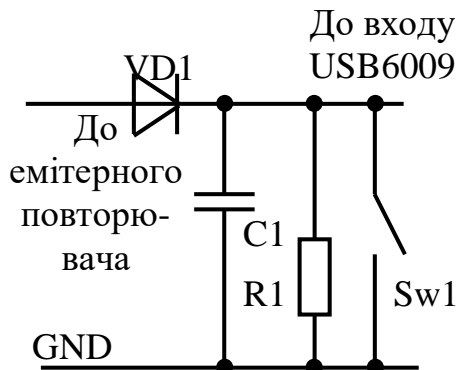 До входу
USB6009
VD1
До
емітерного
повторю-
вача
C1
R1
Sw1
GND